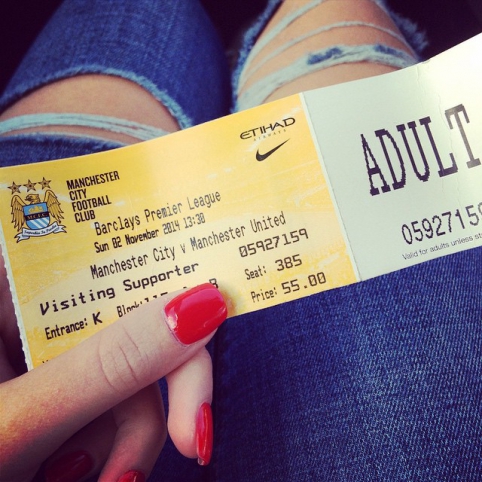 MANCHESTER
CITY
FOOTBALL
CLUB
ETIHAD
Barclays Premier League
Sun 02 November 2014 13:30
Manchester City v Manchester United
Visiting Supporter
05927159
Entrance: K
Seat: 385
Price: 55.00
ADULT
Valid for adults unless